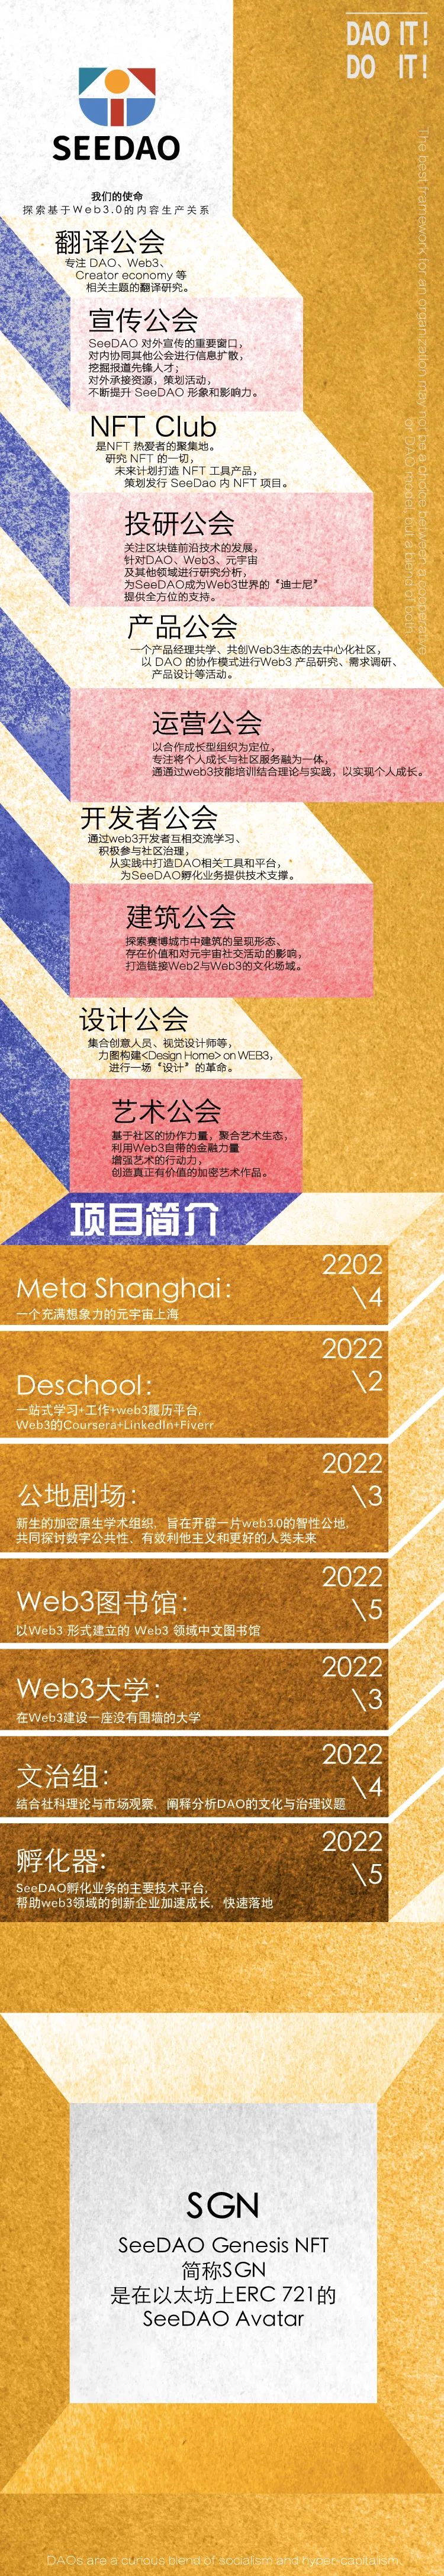 DAO IT!
DO IT!
SEEDAO
我们的使命
探索基于Web3.0的内容生产关系
翻译公会
专注 DAO、Web3、
Creator economy 等
相关主题的翻译研究。
宣传公会
SeeDAO 对外宣传的重要窗口，
对内协同其他公会进行信息扩散，
挖掘报道先锋人才；
对外承接资源，策划活动，
不断提升 SeeDAO 形象和影响力。
NFT Club
是NFT 热爱者的聚集地。
研究 NFT 的一切，
未来计划打造 NFT 工具产品，
策划发行 SeeDao 内 NFT 项目。
投研公会
关注区块链前沿技术的发展，
针对DAO、Web3、元宇宙
及其他领域进行研究分析，
为SeeDAO成为Web3世界的“迪士尼”
提供全方位的支持。
产品公会
一个产品经理共学、共创Web3生态的去中心化社区，
以 DAO 的协作模式进行Web3 产品研究、需求调研、
产品设计等活动。
运营公会
以合作成长型组织为定位，
专注将个人成长与社区服务融为一体，
通通过web3技能培训结合理论与实践，以实现个人成长。
开发者公会
通过web3开发者互相交流学习、
积极参与社区治理，
从实践中打造DAO相关工具和平台，
为SeeDAO孵化业务提供技术支撑。
建筑公会
探索赛博城市中建筑的呈现形态、
存在价值和对元宇宙社交活动的影响，
打造链接Web2与Web3的文化场域。
设计公会
集合创意人员、视觉设计师等，
力图构建<Design Home> on WEB3，
进行一场“设计”的革命。
艺术公会
基于社区的协作力量，聚合艺术生态，
利用Web3自带的金融力量
增强艺术的行动力，
创造真正有价值的加密艺术作品。
项目简介
2202
\4
Meta Shanghai：
一个充满想象力的元宇宙上海
2022
\2
Deschool：
一站式学习+工作+web3履历平台，
Web3的Coursera+LinkedIn+Fiverr
2022
\3
公地剧场：
新生的加密原生学术组织，旨在开辟一片web3.0的智性公地，
共同探讨数字公共性、有效利他主义和更好的人类未来
2022
\5
Web3图书馆：
以Web3 形式建立的 Web3 领域中文图书馆
2022
\3
Web3大学：
在Web3建设一座没有围墙的大学
2022
\4
文治组：
结合社科理论与市场观察，阐释分析DAO的文化与治理议题
2022
\5
孵化器：
SeeDAO孵化业务的主要技术平台，
帮助web3领域的创新企业加速成长，快速落地
SGN
SeeDAO Genesis NFT
简称SGN
是在以太坊上ERC 721的
SeeDAO Avatar
DAOs are a curious blend of socialism and hyper-capitalism.